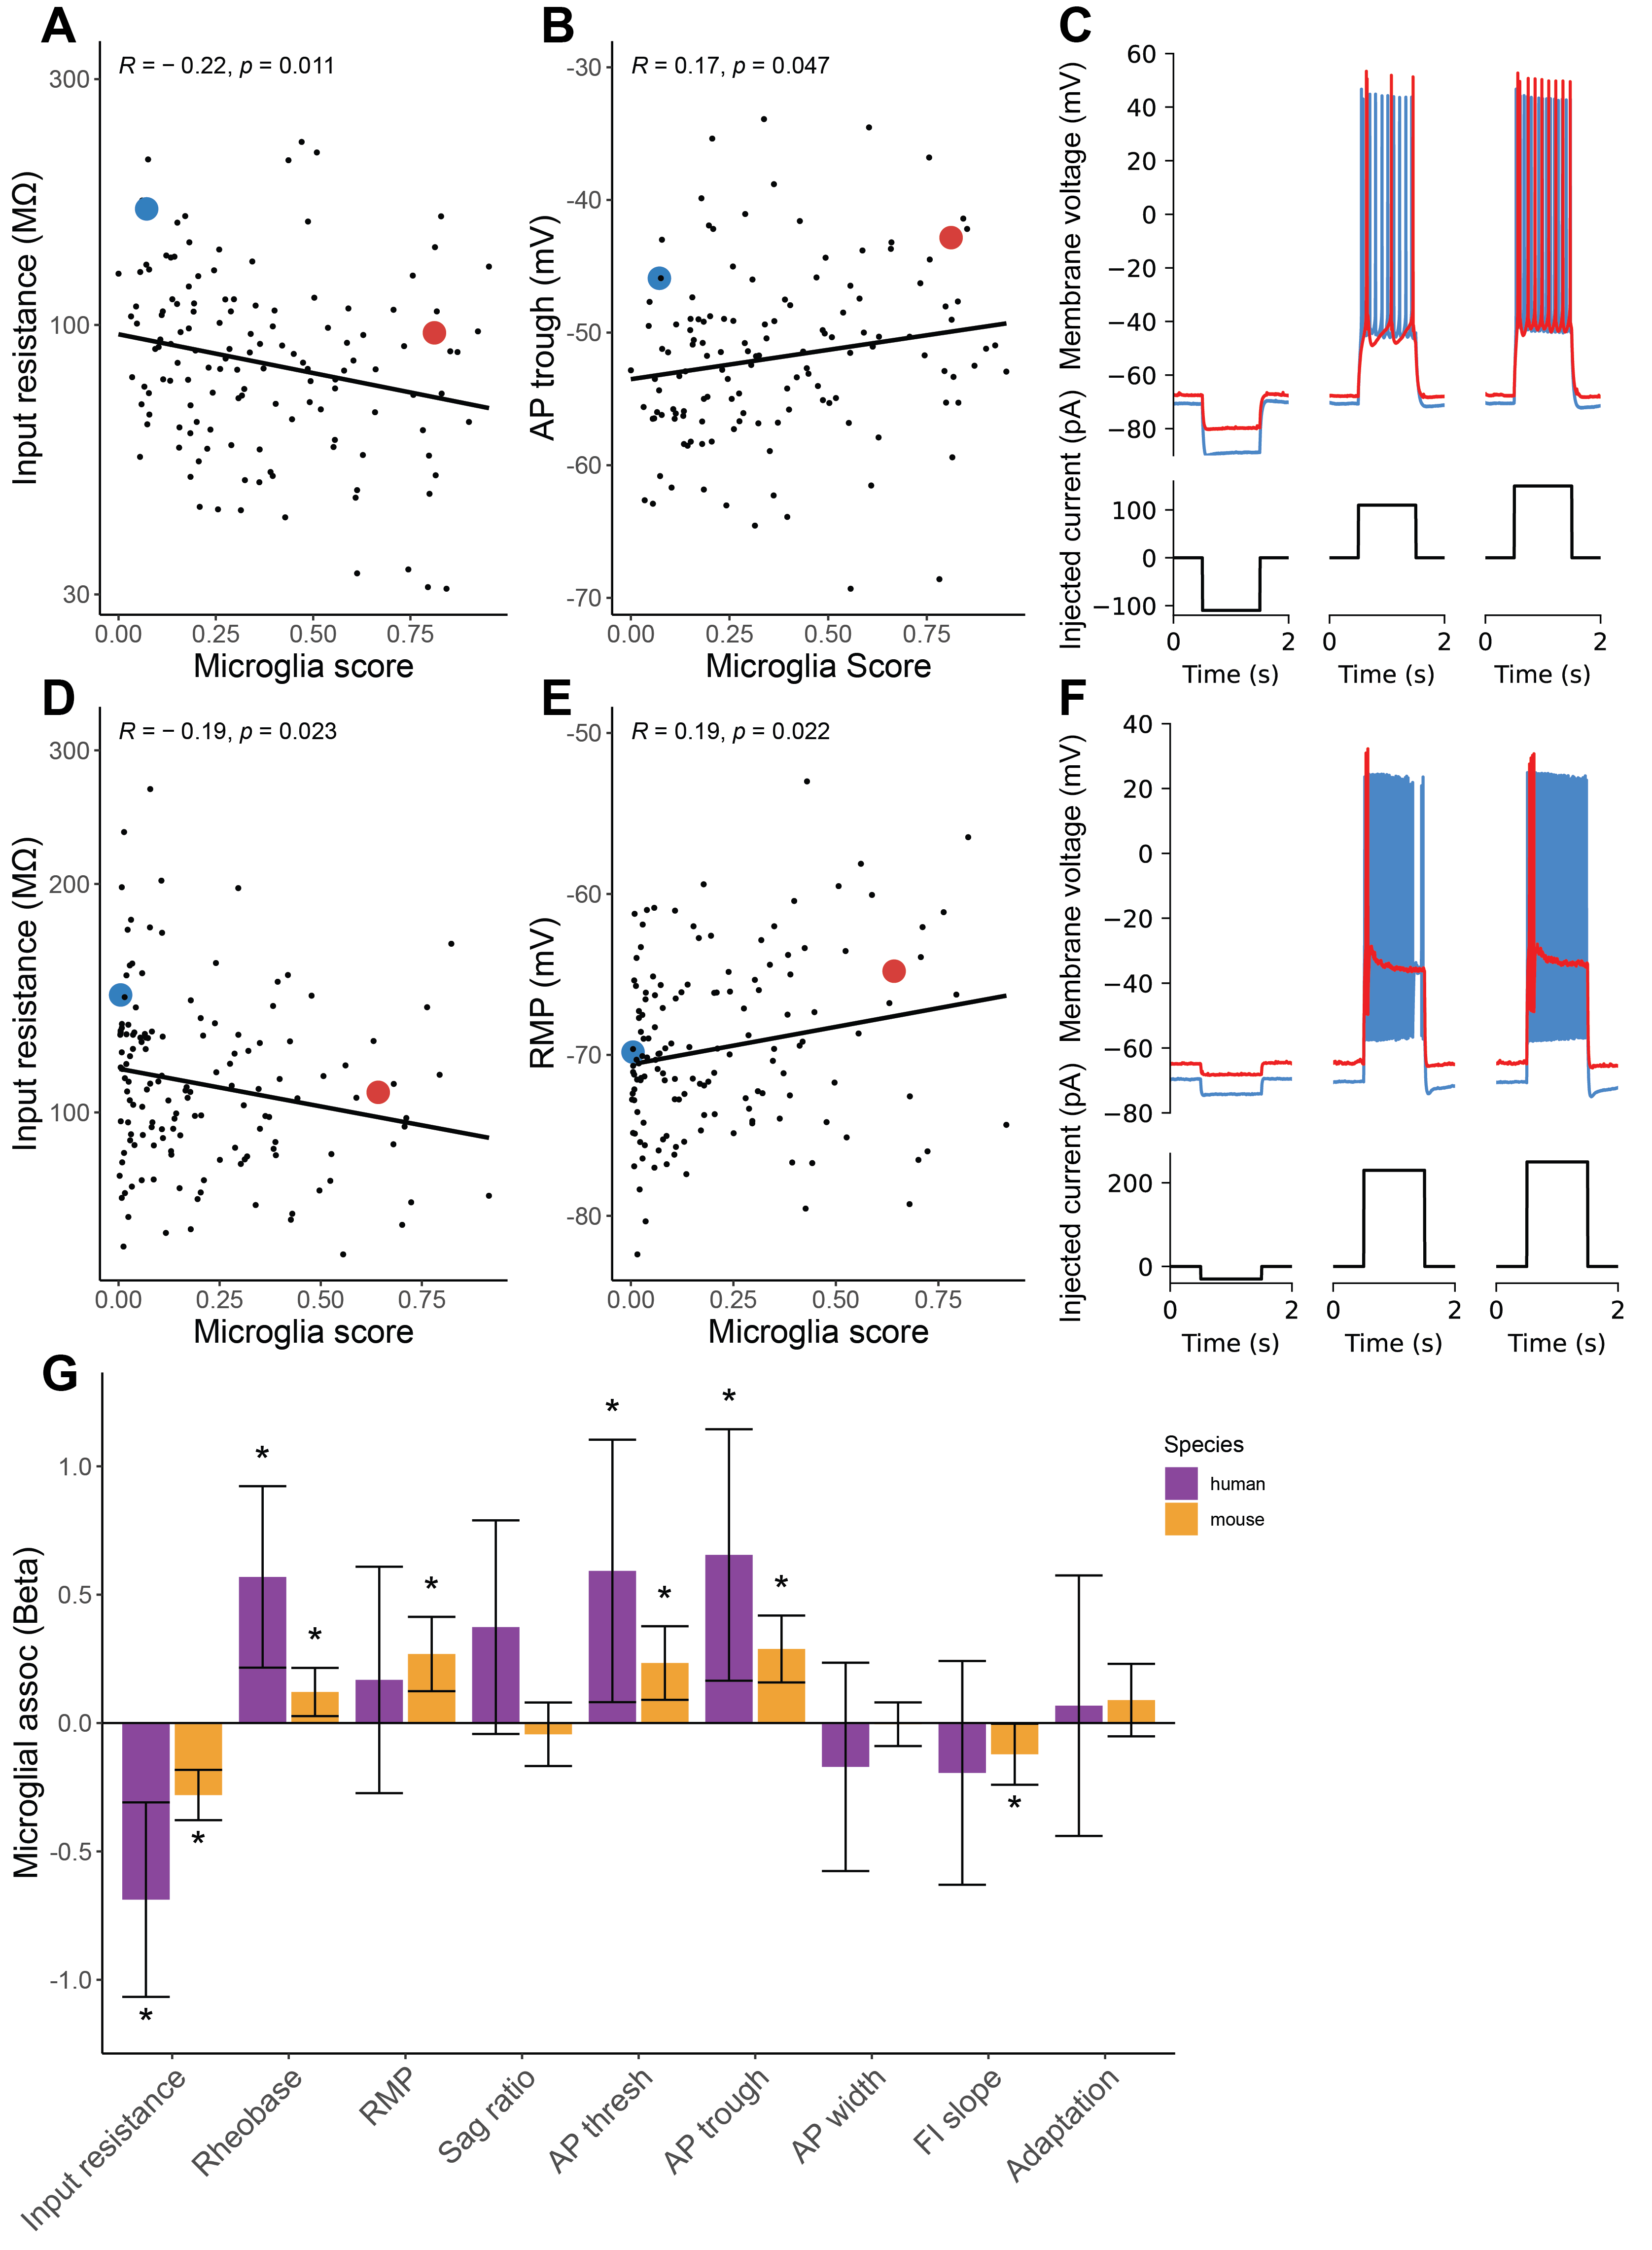 A
R = − 0.22, p = 0.011
Input resistance (MΩ)
300
100
30
0.00 0.25 0.50 0.75
Microglia score
B
R = 0.17, p = 0.047
AP trough (mV)
-30
-40
-50
-60
-70
0.00 0.25 0.50 0.75
Microglia Score
C
Membrane voltage (mV)
60
40
20
0
−20
−40
−60
−80
Injected current (pA)
100
0
−100
0 2 0 2 0 2
Time (s) Time (s) Time (s)
D
R = − 0.19, p = 0.023
Input resistance (MΩ)
300
200
100
0.00 0.25 0.50 0.75
Microglia score
E
R = 0.19, p = 0.022
RMP (mV)
-50
-60
-70
-80
0.00 0.25 0.50 0.75
Microglia score
F
Membrane voltage (mV)
40
20
0
−20
−40
−60
−80
Injected current (pA)
200
0
0 2 0 2 0 2
Time (s) Time (s) Time (s)
G
Microglial assoc (Beta)
1.0
0.5
0.0
-0.5
-1.0
* * * * * * * * * *
Input resistance
Rheobase
RMP
Sag ratio
AP thresh
AP trough
AP width
FI slope
Adaptation
Species
human
mouse